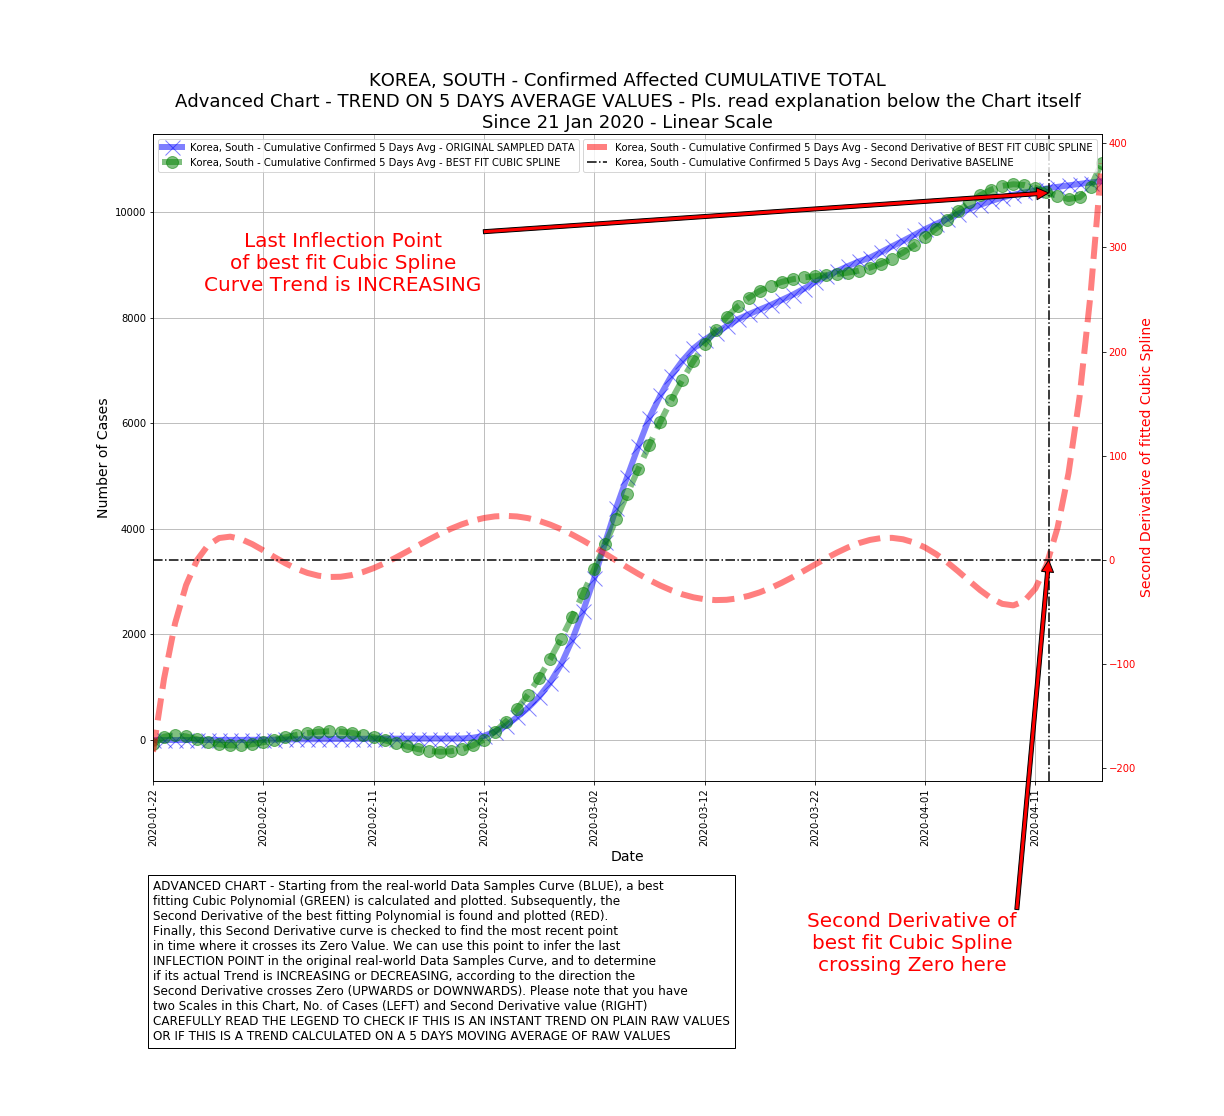 KOREA, SOUTH - Confirmed Affected CUMULATIVE TOTAL
Advanced Chart - TREND ON 5 DAYS AVERAGE VALUES - Pls. read explanation below the Chart itself
Since 21 Jan 2020 - Linear Scale
Korea, South - Cumulative Confirmed 5 Days Avg - ORIGINAL SAMPLED DATA
Korea, South - Cumulative Confirmed 5 Days Avg - BEST FIT CUBIC SPLINE
Korea, South - Cumulative Confirmed 5 Days Avg - Second Derivative of BEST FIT CUBIC SPLINE
Korea, South - Cumulative Confirmed 5 Days Avg - Second Derivative BASELINE
Last Inflection Point
of best fit Cubic Spline
Curve Trend is INCREASING
Number of Cases
10000
8000
6000
4000
2000
0
400
300
200
100
0
−100
−200
Second Derivative of fitted Cubic Spline
2020-01-22
2020-02-01
2020-02-11
2020-02-21
2020-03-02
2020-03-12
2020-03-22
2020-04-01
2020-04-11
Date
ADVANCED CHART - Starting from the real-world Data Samples Curve (BLUE), a best
fitting Cubic Polynomial (GREEN) is calculated and plotted. Subsequently, the
Second Derivative of the best fitting Polynomial is found and plotted (RED).
Finally, this Second Derivative curve is checked to find the most recent point
in time where it crosses its Zero Value. We can use this point to infer the last
INFLECTION POINT in the original real-world Data Samples Curve, and to determine
if its actual Trend is INCREASING or DECREASING, according to the direction the
Second Derivative crosses Zero (UPWARDS or DOWNWARDS). Please note that you have
two Scales in this Chart, No. of Cases (LEFT) and Second Derivative value (RIGHT)
CAREFULLY READ THE LEGEND TO CHECK IF THIS IS AN INSTANT TREND ON PLAIN RAW VALUES
OR IF THIS IS A TREND CALCULATED ON A 5 DAYS MOVING AVERAGE OF RAW VALUES
Second Derivative of
best fit Cubic Spline
crossing Zero here